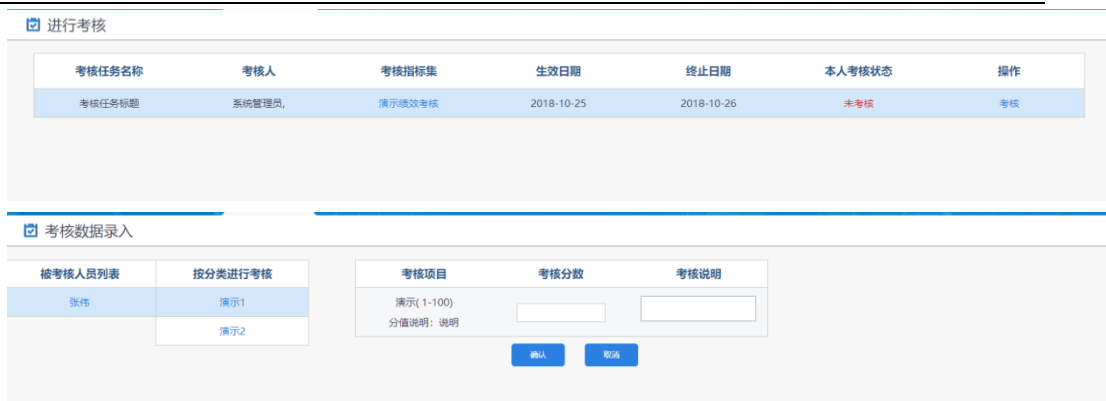 进行考核
考核任务名称 考核人 考核指标集 生效日期 终止日期 本人考核状态 操作
考核任务标题 系统管理员, 演示绩效考核 2018-10-25 2018-10-26 未考核 考核
考核数据录入
被考核人员列表 按分类进行考核 考核项目 考核分数 考核说明
张伟 演示1 演示( 1-100)
分值说明：说明
演示2
确认 取消